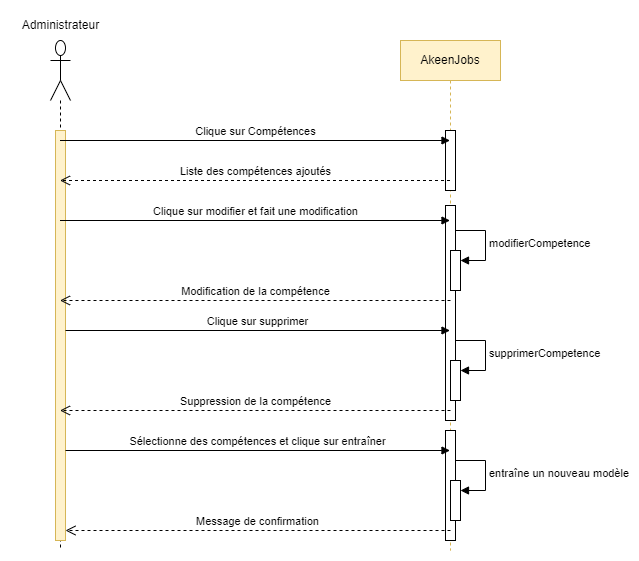 Administrateur
AkeenJobs
Clique sur Compétences
Liste des compétences ajoutés
Clique sur modifier et fait une modification
modifierCompetence
Modification de la compétence
Clique sur supprimer
supprimerCompetence
Suppression de la compétence
Sélectionne des compétences et clique sur entraîner
entraîne un nouveau modèle
Message de confirmation